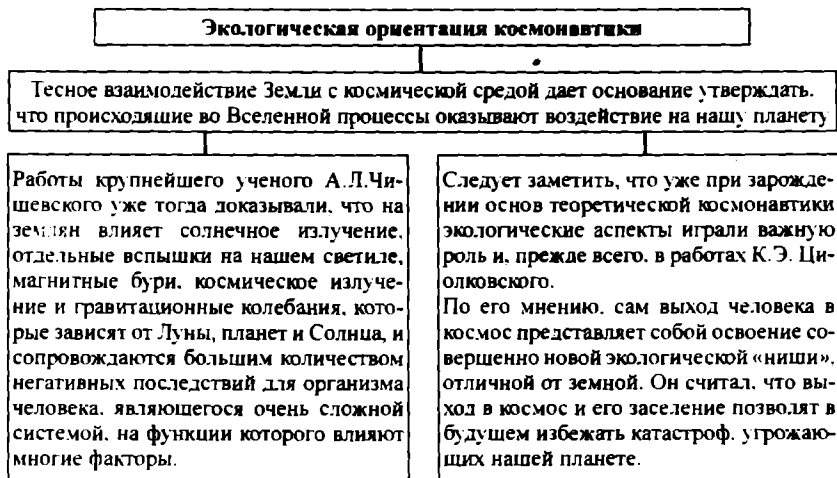 Экологическая ориентация космонавтики
Тесное взаимодействие Земли с космической средой дает основание утверждать,
что происходящие во Вселенной процессы оказывают воздействие на нашу планету
Работы крупнейшего ученого А.Л.Чи-
шевского уже тогда доказывали, что на
землян влияет солнечное излучение,
отдельные вспышки на нашем светиле,
магнитные бури, космическое излуче-
ние и гравитационные колебания, кото-
рые зависят от Луны, планет и Солнца, и
сопровождаются большим количеством
негативных последствий для организма
человека, являющегося очень сложной
системой, на функции которого влияют
многие факторы.
Следует заметить, что уже при зарожде-
нии основ теоретической космонавтики
экологические аспекты играли важную
роль и, прежде всего, в работах К.Э. Ци-
олковского.
По его мнению, сам выход человека в
космос представляет собой освоение со-
вершенно новой экологической «ниши»,
отличной от земной. Он считал, что вы-
ход в космос и его заселение позволят в
будущем избежать катастроф, угрожаю-
щих нашей планете.